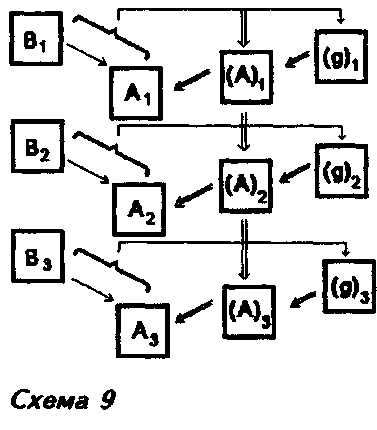 B₁ A₁ (A)₁ (g)₁
B₂ A₂ (A)₂ (g)₂
B₃ A₃ (A)₃ (g)₃
Схема 9